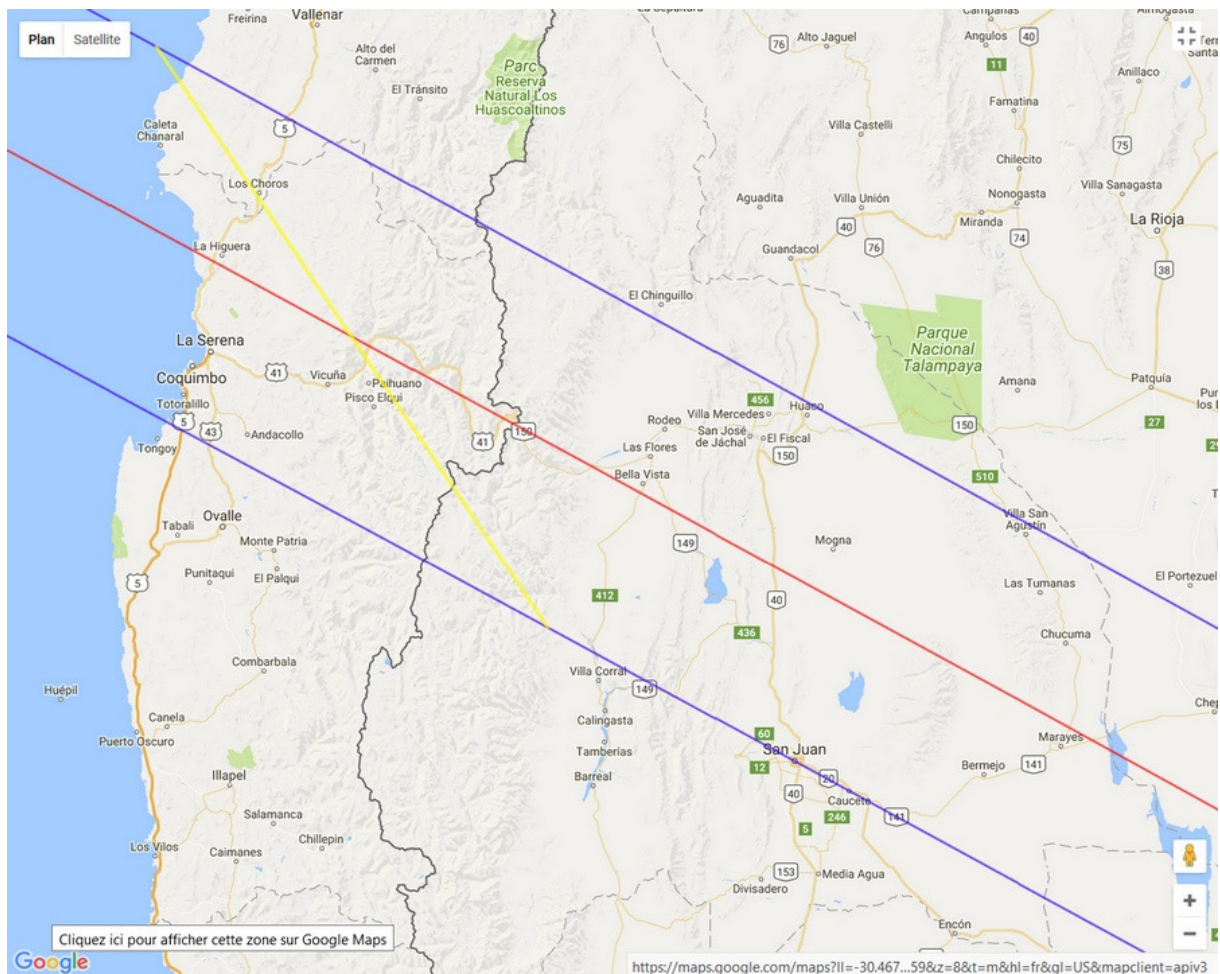 Plan
Satellite
Freirina
Vallenar
Alto del
Carmen
El Tránsito
Parc
Reserva
Natural Los
Huascoaltinos
Caleta
Chanaral
5
Los Choros
La Higuera
La Serena
Coquimbo
Totoralillo
41
Vicuña
Paihuano
Pisco Elqui
5
43
Andacollo
Tongoy
41
150
Ovalle
Tabali
Monte Patria
Punitaqui
El Palqui
5
Combarbala
Huépil
Canela
Puerto Oscuro
Illapel
Salamanca
Chillepin
Los Vilos
Caimanes
76
Alto Jaguel
Campanas
Angulos
40
11
Almogasta
Anillaco
Famatina
Villa Castelli
75
Chilecito
Villa Sanagasta
Aguadita
Villa Unión
Nonogasta
Miranda
La Rioja
40
76
74
Guandacol
38
El Chinguillo
Parque
Nacional
Talampaya
Amana
Patquía
456
Villa Mercedes
Huaco
Rodeo
San José
de Jáchal
El Fiscal
150
150
27
Las Flores
Bella Vista
510
Villa San
Agustín
149
Mogna
Las Tumanas
El Portezuel
412
40
436
Chucuma
Villa Corral
149
Calingasta
Tamberías
Barreal
60
San Juan
12
20
40
Caucete
246
141
5
Bermejo
141
Marayes
153
Media Agua
Divisadero
Encón
Cliquez ici pour afficher cette zone sur Google Maps
Google
https://maps.google.com/maps?ll=-30.467...59&z=8&t=m&hl=fr&gl=US&mapclient=apiv3